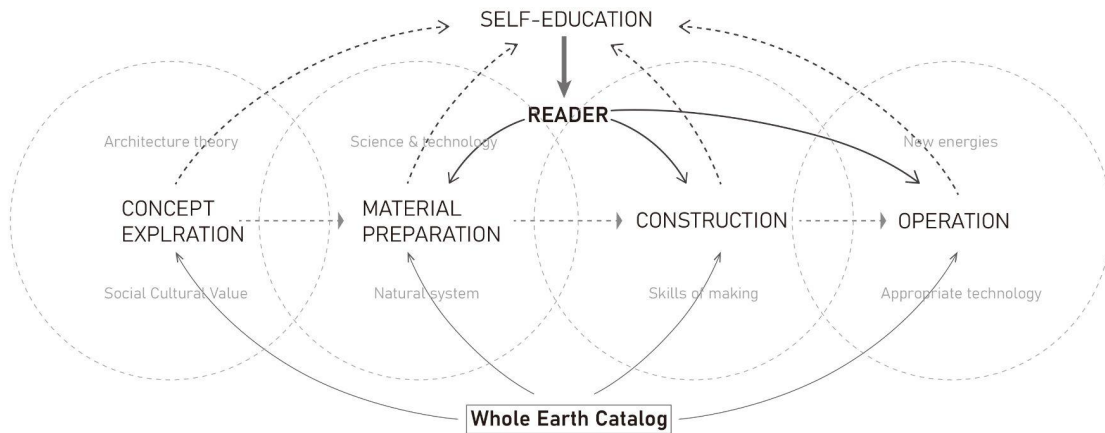 SELF-EDUCATION
READER
Architecture theory
Science & technology
New energies
CONCEPT
EXPLRATION
MATERIAL
PREPARATION
CONSTRUCTION
OPERATION
Social Cultural Value
Natural system
Skills of making
Appropriate technology
Whole Earth Catalog